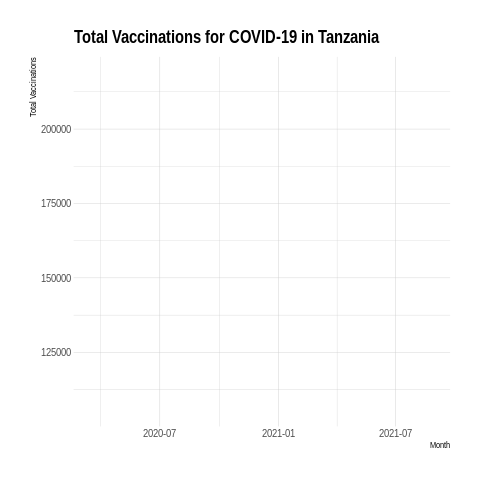 Total Vaccinations for COVID-19 in Tanzania
Total Vaccinations
200000
175000
150000
125000
2020-07 2021-01 2021-07
Month